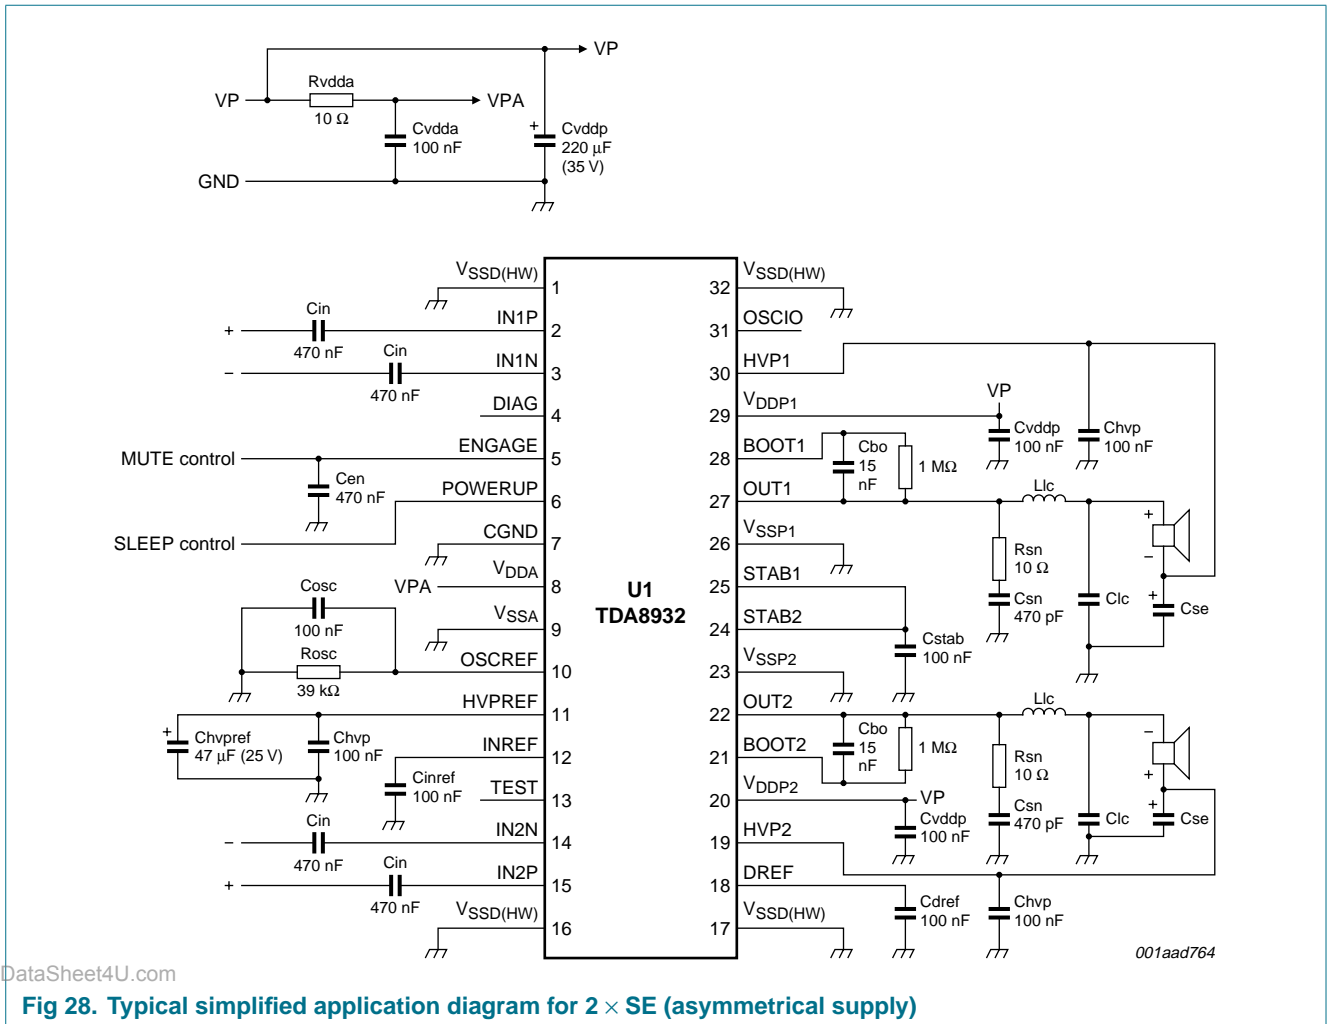 VP
Rvdda
VP
VPA
10 Ω
Cvdda
100 nF
+
Cvddp
220 μF
(35 V)
GND
VSSD(HW)
1
Cin
+
470 nF
IN1P
2
Cin
−
470 nF
IN1N
3
DIAG
4
MUTE control
ENGAGE
5
Cen
470 nF
POWERUP
6
SLEEP control
CGND
7
VPA
VDDA
8
Cosc
100 nF
VSSA
9
Rosc
39 kΩ
OSCREF
10
HVPREF
11
+
Chvpref
47 μF (25 V)
Chvp
100 nF
INREF
12
Cinref
100 nF
TEST
13
Cin
−
470 nF
IN2N
14
Cin
+
470 nF
IN2P
15
VSSD(HW)
16
U1
TDA8932
32
VSSD(HW)
31
OSCIO
30
HVP1
29
VDDP1
VP
Cvddp
100 nF
Chvp
100 nF
28
BOOT1
Cbo
15
nF
1 MΩ
27
OUT1
Llc
+
−
26
VSSP1
Rsn
10 Ω
25
STAB1
Csn
470 pF
Clc
+
Cse
24
STAB2
Cstab
100 nF
23
VSSP2
22
OUT2
Llc
−
+
Cbo
15
nF
1 MΩ
21
BOOT2
Rsn
10 Ω
20
VDDP2
VP
Cvddp
100 nF
Csn
470 pF
Clc
+
Cse
19
HVP2
18
DREF
Cdref
100 nF
Chvp
100 nF
17
VSSD(HW)
001aad764
DataSheet4U.com
Fig 28. Typical simplified application diagram for 2 × SE (asymmetrical supply)